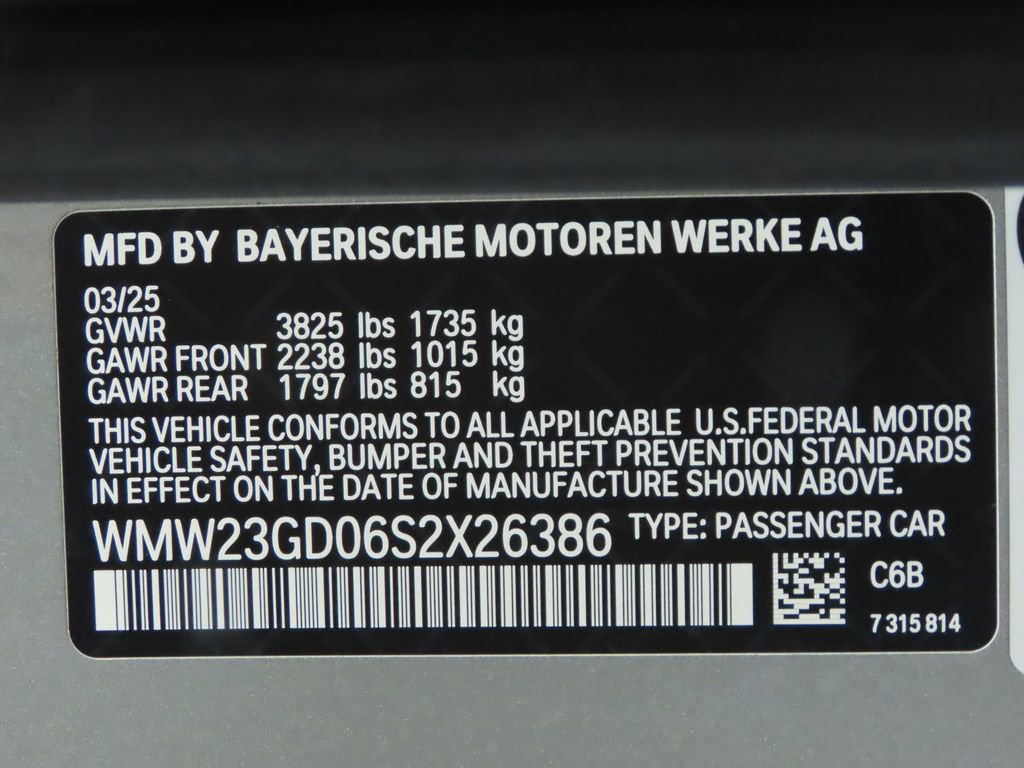 MFD BY BAYERISCHE MOTOREN WERKE AG
03/25
GVWR 3825 lbs 1735 kg
GAWR FRONT 2238 lbs 1015 kg
GAWR REAR 1797 lbs 815 kg
THIS VEHICLE CONFORMS TO ALL APPLICABLE U.S.FEDERAL MOTOR
VEHICLE SAFETY, BUMPER AND THEFT PREVENTION STANDARDS
IN EFFECT ON THE DATE OF MANUFACTURE SHOWN ABOVE.
WMW23GD06S2X26386 TYPE: PASSENGER CAR
C6B
7 315 814